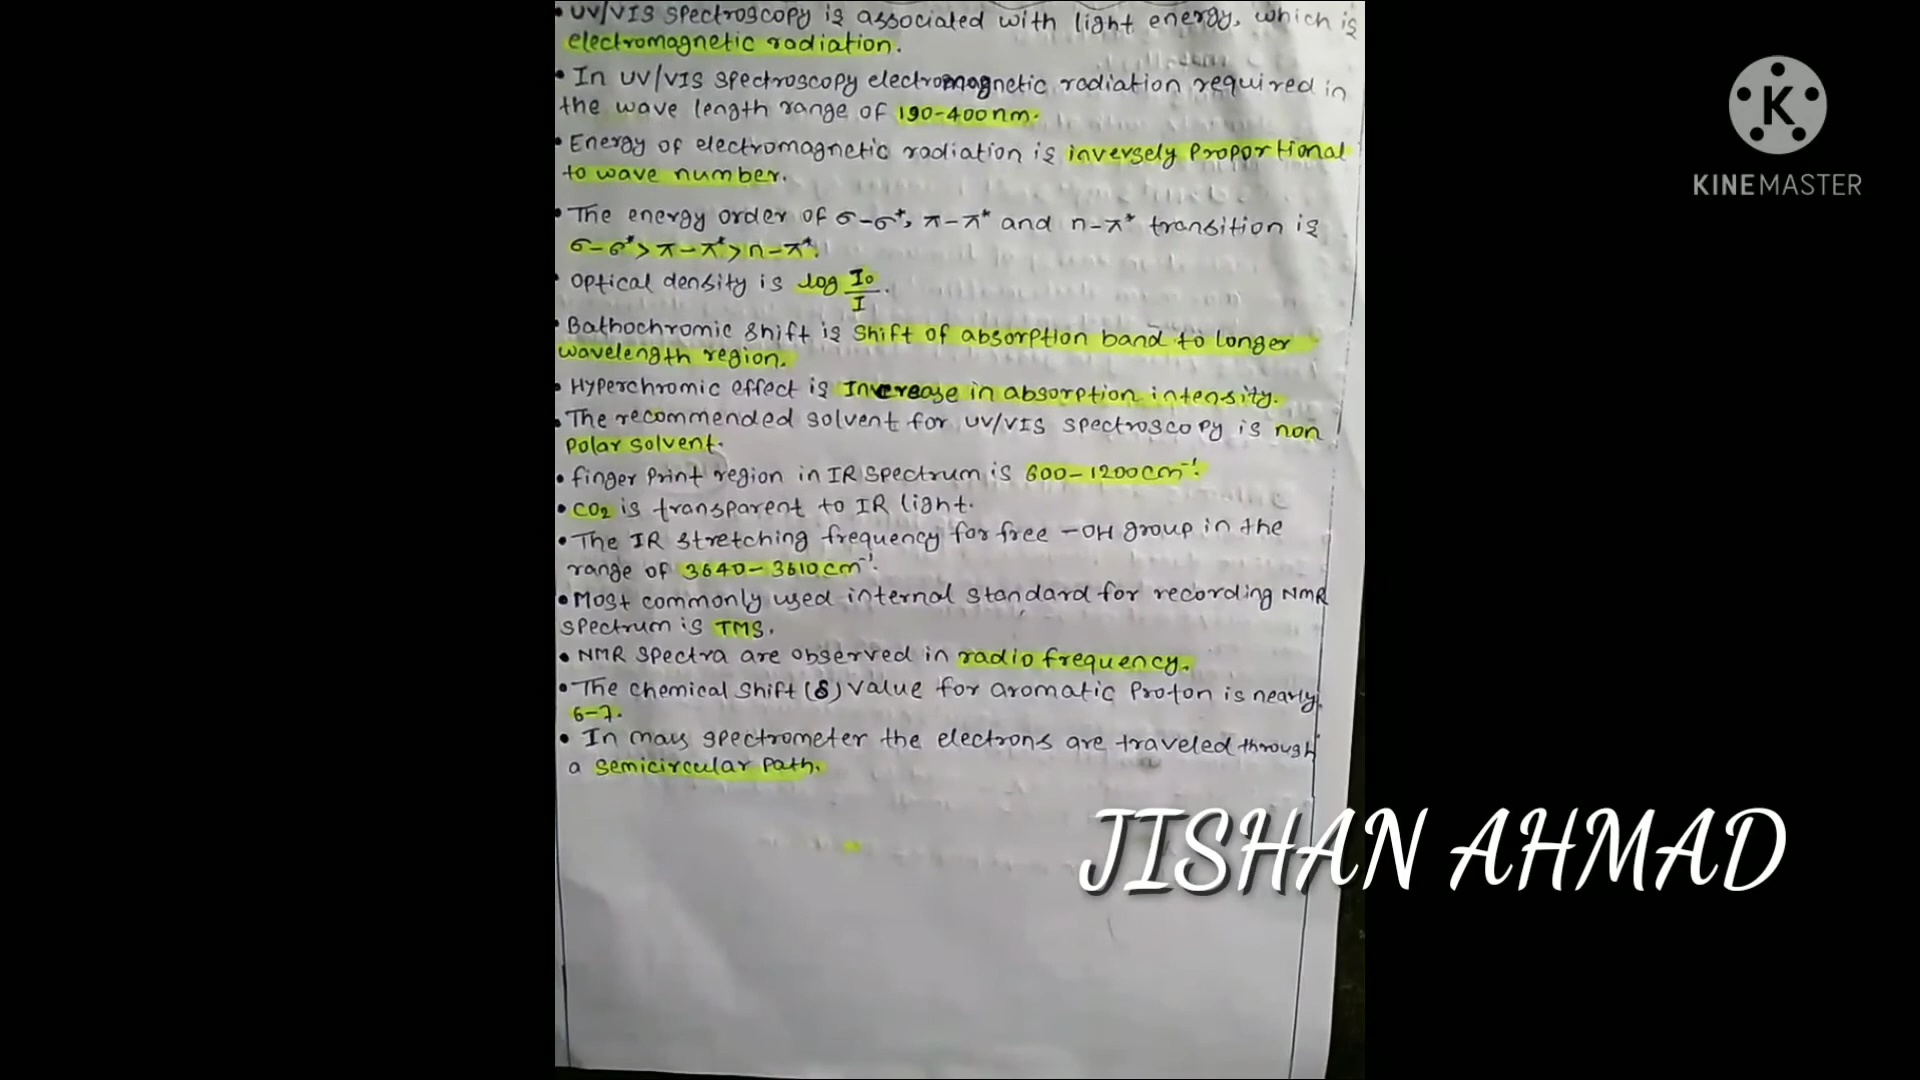 • UV/VIS spectroscopy is associated with light energy, which is
electromagnetic radiation.
• In UV/VIS spectroscopy electromagnetic radiation required in
the wave length range of 190-400nm.
• Energy of electromagnetic radiation is inversely proportional
to wave number.
• The energy order of σ-σ*, π-π* and n-π* transition is
σ-σ* > π-π* > n-π*.
• Optical density is log I₀/I.
• Bathochromic shift is shift of absorption band to longer
wavelength region.
• Hyperchromic effect is Increase in absorption intensity.
• The recommended solvent for UV/VIS spectroscopy is non
polar solvent.
• finger print region in IR spectrum is 600-1200cm⁻¹.
• CO₂ is transparent to IR light.
• The IR stretching frequency for free -OH group in the
range of 3640-3610cm⁻¹.
• Most commonly used internal standard for recording NMR
spectrum is TMS.
• NMR spectra are observed in radio frequency.
• The chemical shift (δ) value for aromatic proton is nearly
6-7.
• In mass spectrometer the electrons are traveled through
a semicircular path.
K
KINEMASTER
JISHAN AHMAD